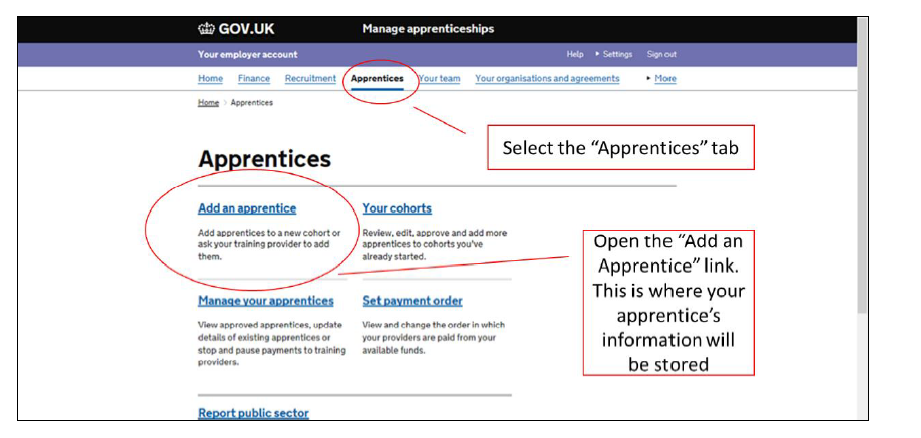 GOV.UK Manage apprenticeships
Your employer account Help Settings Sign out
Home Finance Recruitment Apprentices Your team Your organisations and agreements More
Home > Apprentices
Select the “Apprentices” tab
Apprentices
Add an apprentice
Add apprentices to a new cohort or
ask your training provider to add
them.
Your cohorts
Review, edit, approve and add more
apprentices to cohorts you've
already started.
Open the “Add an
Apprentice” link.
This is where your
apprentice’s
information will
be stored
Manage your apprentices
View approved apprentices, update
details of existing apprentices or
stop and pause payments to training
providers.
Set payment order
View and change the order in which
your providers are paid from your
available funds.
Report public sector